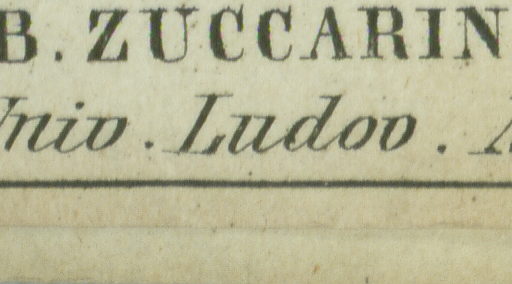 B. ZUCCARIN
Univ. Ludov.